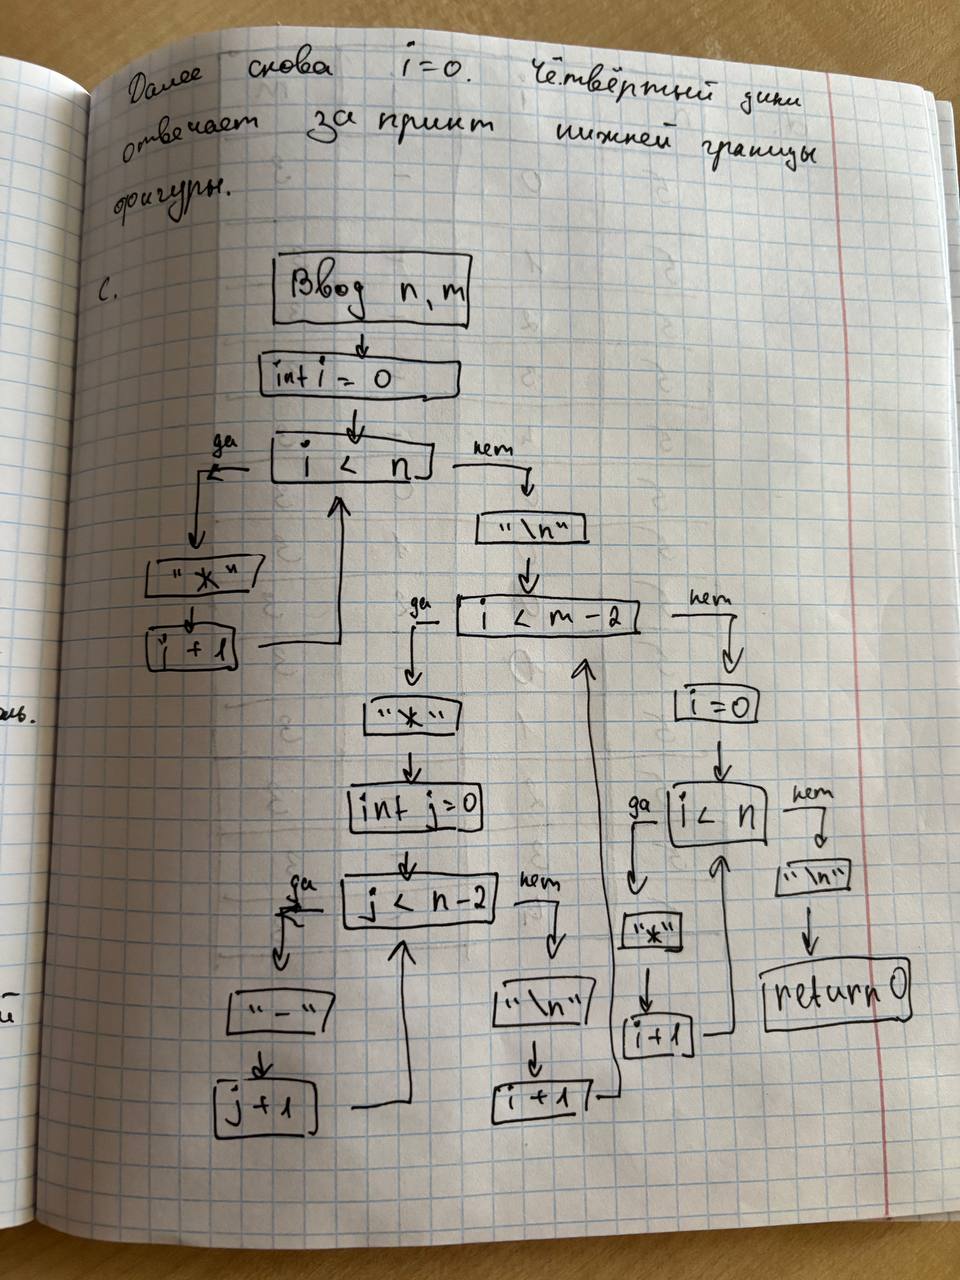 Далее снова i=0. Четвёртый цикл
отвечает за принт нижней границы
фигуры.
c.
Ввод n, m
int i = 0
да
i < n
нет
"\n"
"*"
i + 1
да
i < m - 2
нет
i = 0
"*"
int j = 0
да
i < n
нет
"\n"
да
j < n-2
нет
"*"
"-"
"\n"
i+1
return 0
j + 1
i + 1
й